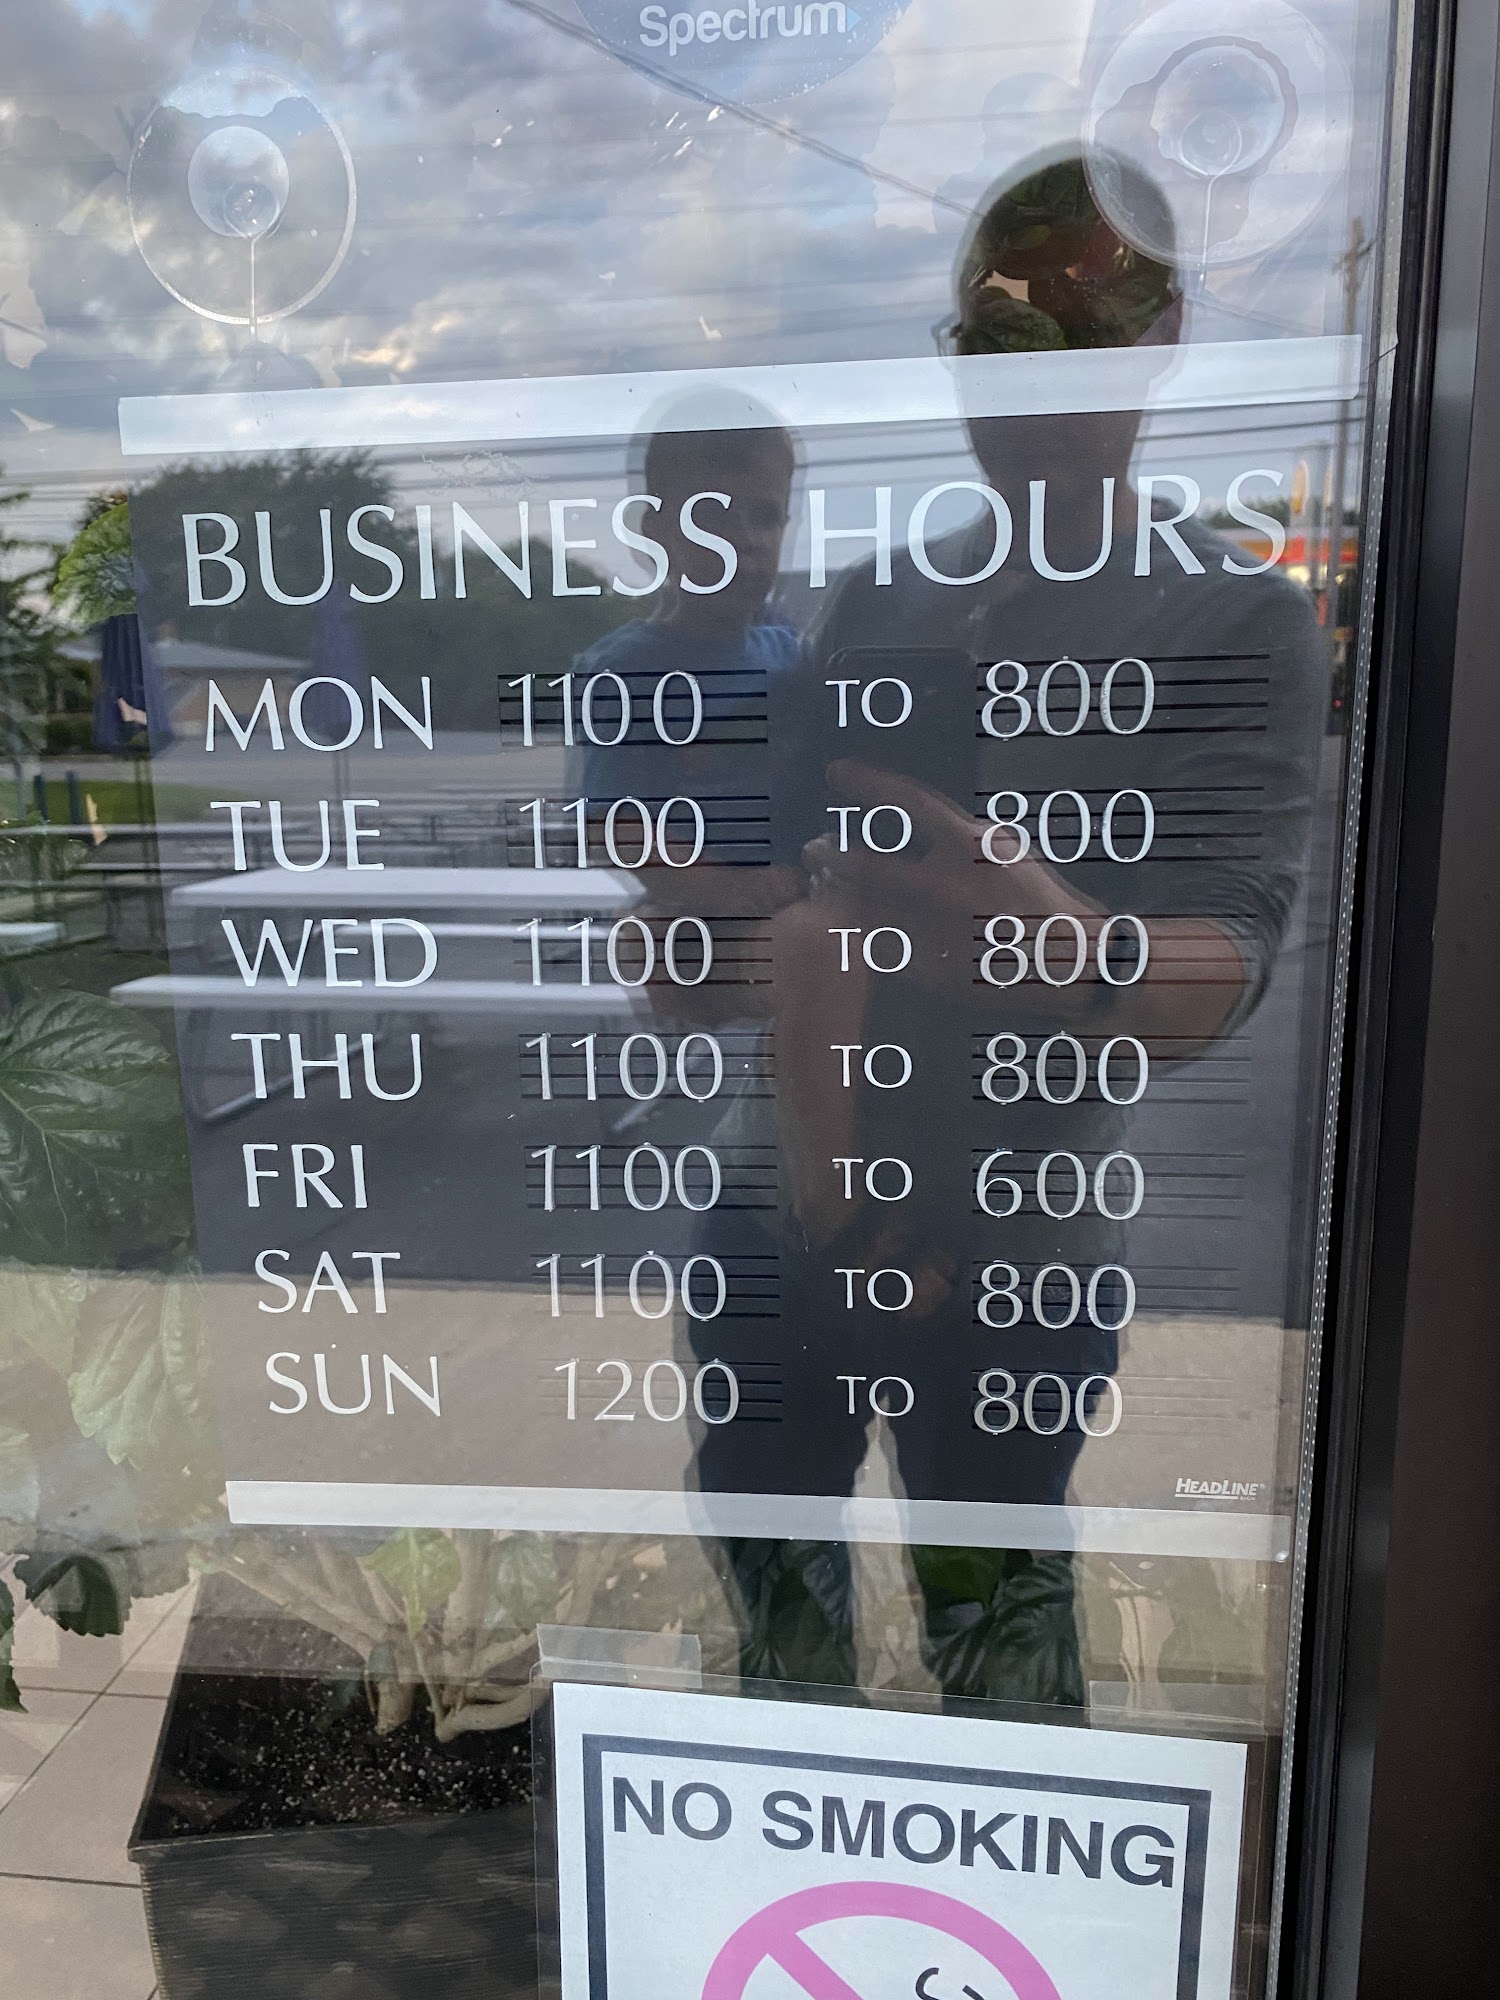 Spectrum
BUSINESS HOURS
MON 1100 TO 800
TUE 1100 TO 800
WED 1100 TO 800
THU 1100 TO 800
FRI 1100 TO 600
SAT 1100 TO 800
SUN 1200 TO 800
HEADLINE
SIGN
NO SMOKING